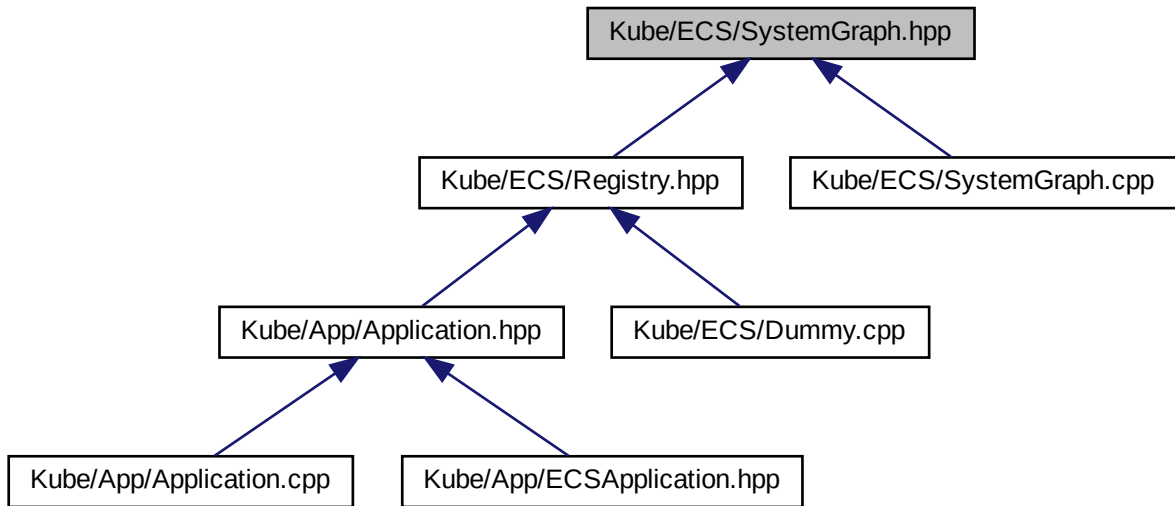 Kube/ECS/SystemGraph.hpp
Kube/ECS/Registry.hpp
Kube/ECS/SystemGraph.cpp
Kube/App/Application.hpp
Kube/ECS/Dummy.cpp
Kube/App/Application.cpp
Kube/App/ECSApplication.hpp